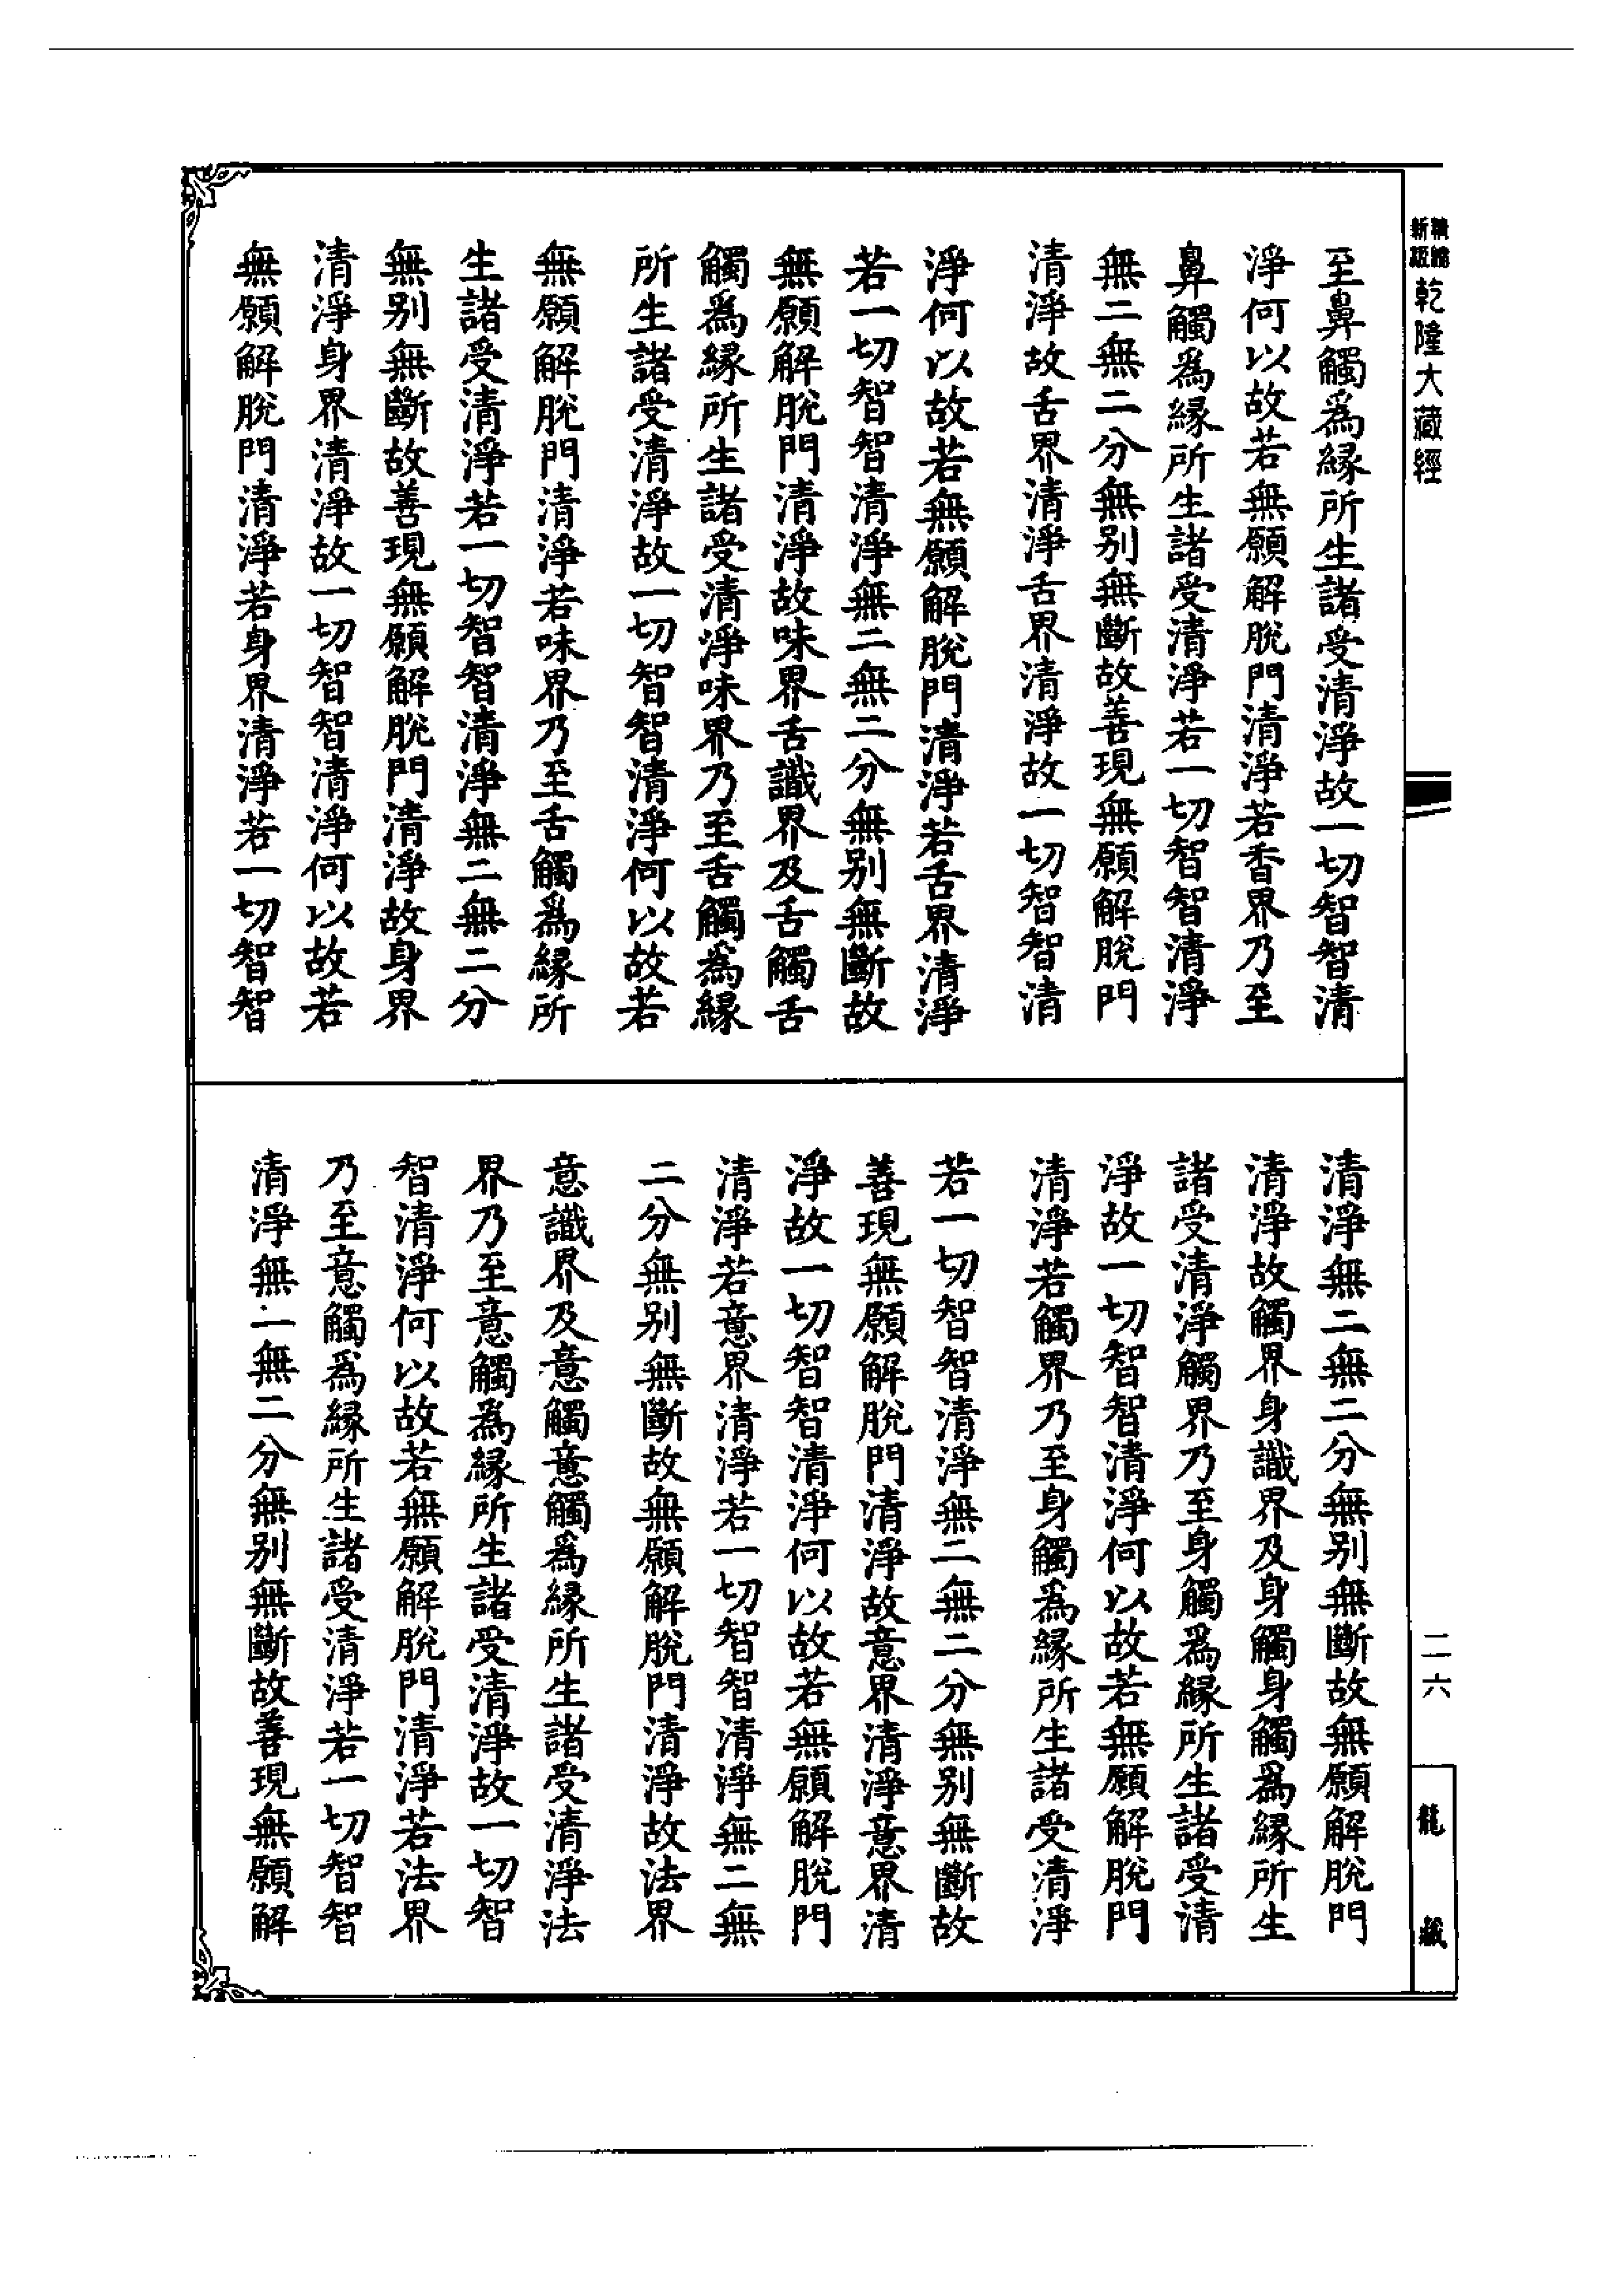 新版
精縮
乾隆大藏經
至鼻觸爲緣所生諸受清淨故一切智智清
淨何以故若無願解脫門清淨若香界乃至
鼻觸爲緣所生諸受清淨若一切智智清淨
無二無二分無別無斷故善現無願解脫門
清淨故舌界清淨舌界清淨故一切智智清
淨何以故若無願解脫門清淨若舌界清淨
若一切智智清淨無二無二分無別無斷故
無願解脫門清淨故味界舌識界及舌觸舌
觸爲緣所生諸受清淨味界乃至舌觸爲緣
所生諸受清淨故一切智智清淨何以故若
無願解脫門清淨若味界乃至舌觸爲緣所
生諸受清淨若一切智智清淨無二無二分
無別無斷故善現無願解脫門清淨故身界
清淨身界清淨故一切智智清淨何以故若
無願解脫門清淨若身界清淨若一切智智
清淨無二無二分無別無斷故無願解脫門
清淨故觸界身識界及身觸身觸爲緣所生
諸受清淨觸界乃至身觸爲緣所生諸受清
淨故一切智智清淨何以故若無願解脫門
清淨若觸界乃至身觸爲緣所生諸受清淨
若一切智智清淨無二無二分無別無斷故
善現無願解脫門清淨故意界清淨意界清
淨故一切智智清淨何以故若無願解脫門
清淨若意界清淨若一切智智清淨無二無
二分無別無斷故無願解脫門清淨故法界
意識界及意觸意觸爲緣所生諸受清淨法
界乃至意觸爲緣所生諸受清淨故一切智
智清淨何以故若無願解脫門清淨若法界
乃至意觸爲緣所生諸受清淨若一切智智
清淨無二無二分無別無斷故善現無願解
二一六
龍藏